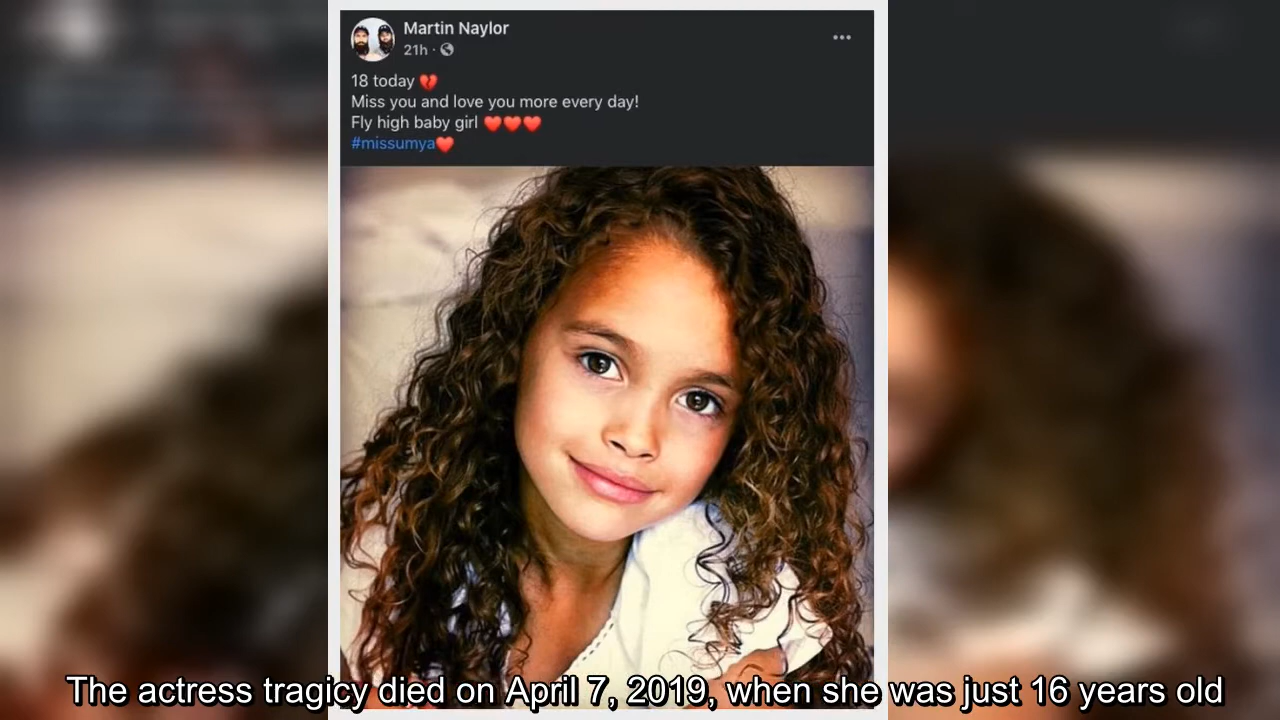 Martin Naylor
21h ·
18 today 💔
Miss you and love you more every day!
Fly high baby girl ❤️❤️❤️
#missumya❤️
The actress tragicy died on April 7, 2019, when she was just 16 years old